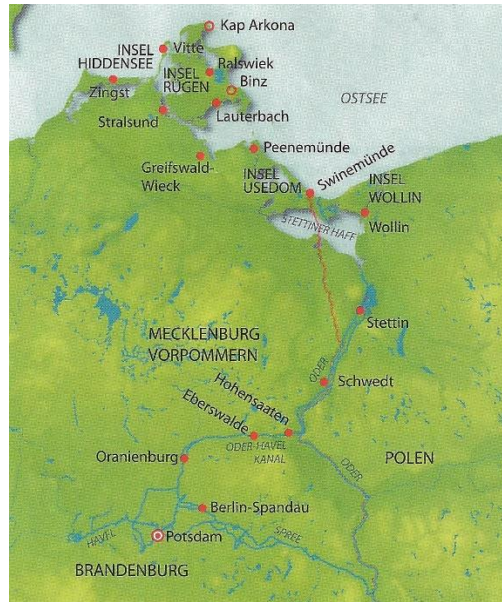 Kap Arkona
INSEL
HIDDENSEE
Vitte
Ralswiek
INSEL
RÜGEN
Binz
Zingst
OSTSEE
Lauterbach
Stralsund
Peenemünde
Greifswald-
Wieck
INSEL
USEDOM
Swinemünde
INSEL
WOLLIN
Wollin
STETTINER HAFF
Stettin
MECKLENBURG
VORPOMMERN
ODER
Schwedt
Hohensaaten
Eberswalde
ODER-HAVEL
KANAL
Oranienburg
ODER
POLEN
Berlin-Spandau
HAVEL
Potsdam
SPREE
BRANDENBURG